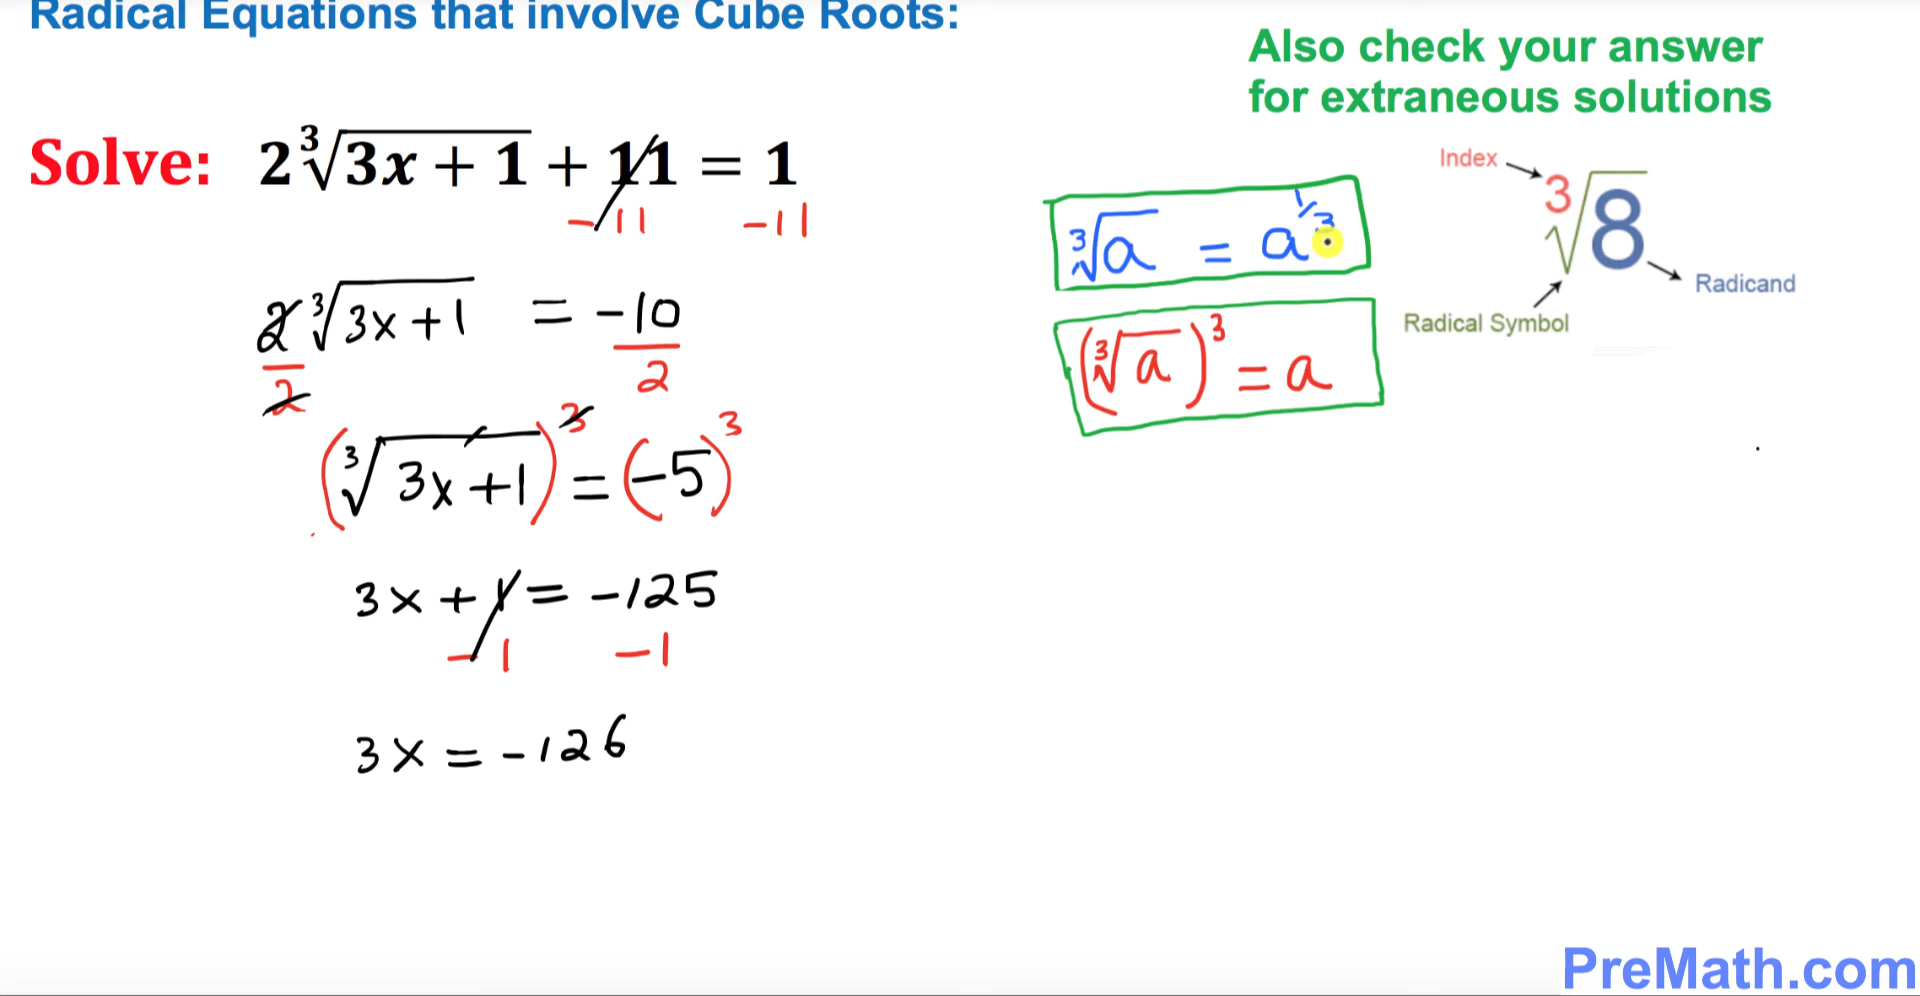 Radical Equations that involve Cube Roots:
Also check your answer
for extraneous solutions
Solve: 2∛(3x + 1) + 11 = 1
-11 -11
2∛(3x+1) = -10
2 2
(∛(3x+1))³ = (-5)³
3x + 1 = -125
-1 -1
3x = -126
∛a = a^(1/3)
(∛a)³ = a
Index
∛8
Radicand
Radical Symbol
PreMath.com